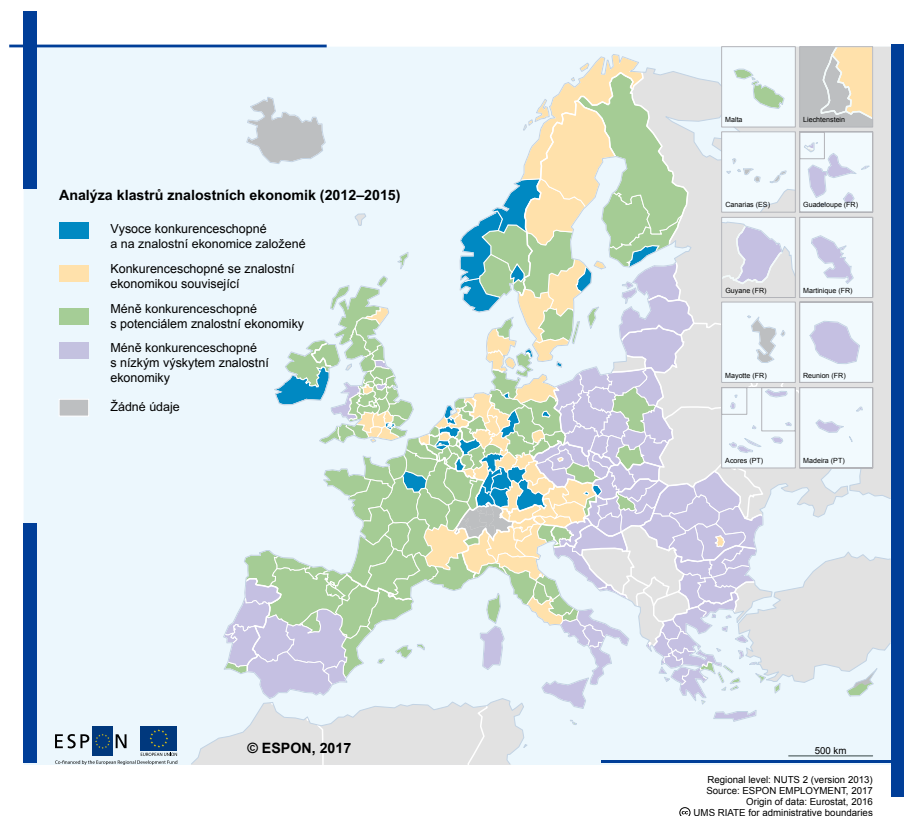 Analýza klastrů znalostních ekonomik (2012–2015)
Vysoce konkurenceschopné
a na znalostní ekonomice založené
Konkurenceschopné se znalostní
ekonomikou související
Méně konkurenceschopné
s potenciálem znalostní ekonomiky
Méně konkurenceschopné
s nízkým výskytem znalostní
ekonomiky
Žádné údaje
Malta
Liechtenstein
Canarias (ES)
Guadeloupe (FR)
Guyane (FR)
Martinique (FR)
Mayotte (FR)
Reunion (FR)
Acores (PT)
Madeira (PT)
ESPON
EUROPEAN UNION
Co-financed by the European Regional Development Fund
© ESPON, 2017
500 km
Regional level: NUTS 2 (version 2013)
Source: ESPON EMPLOYMENT, 2017
Origin of data: Eurostat, 2016
🅭 UMS RIATE for administrative boundaries